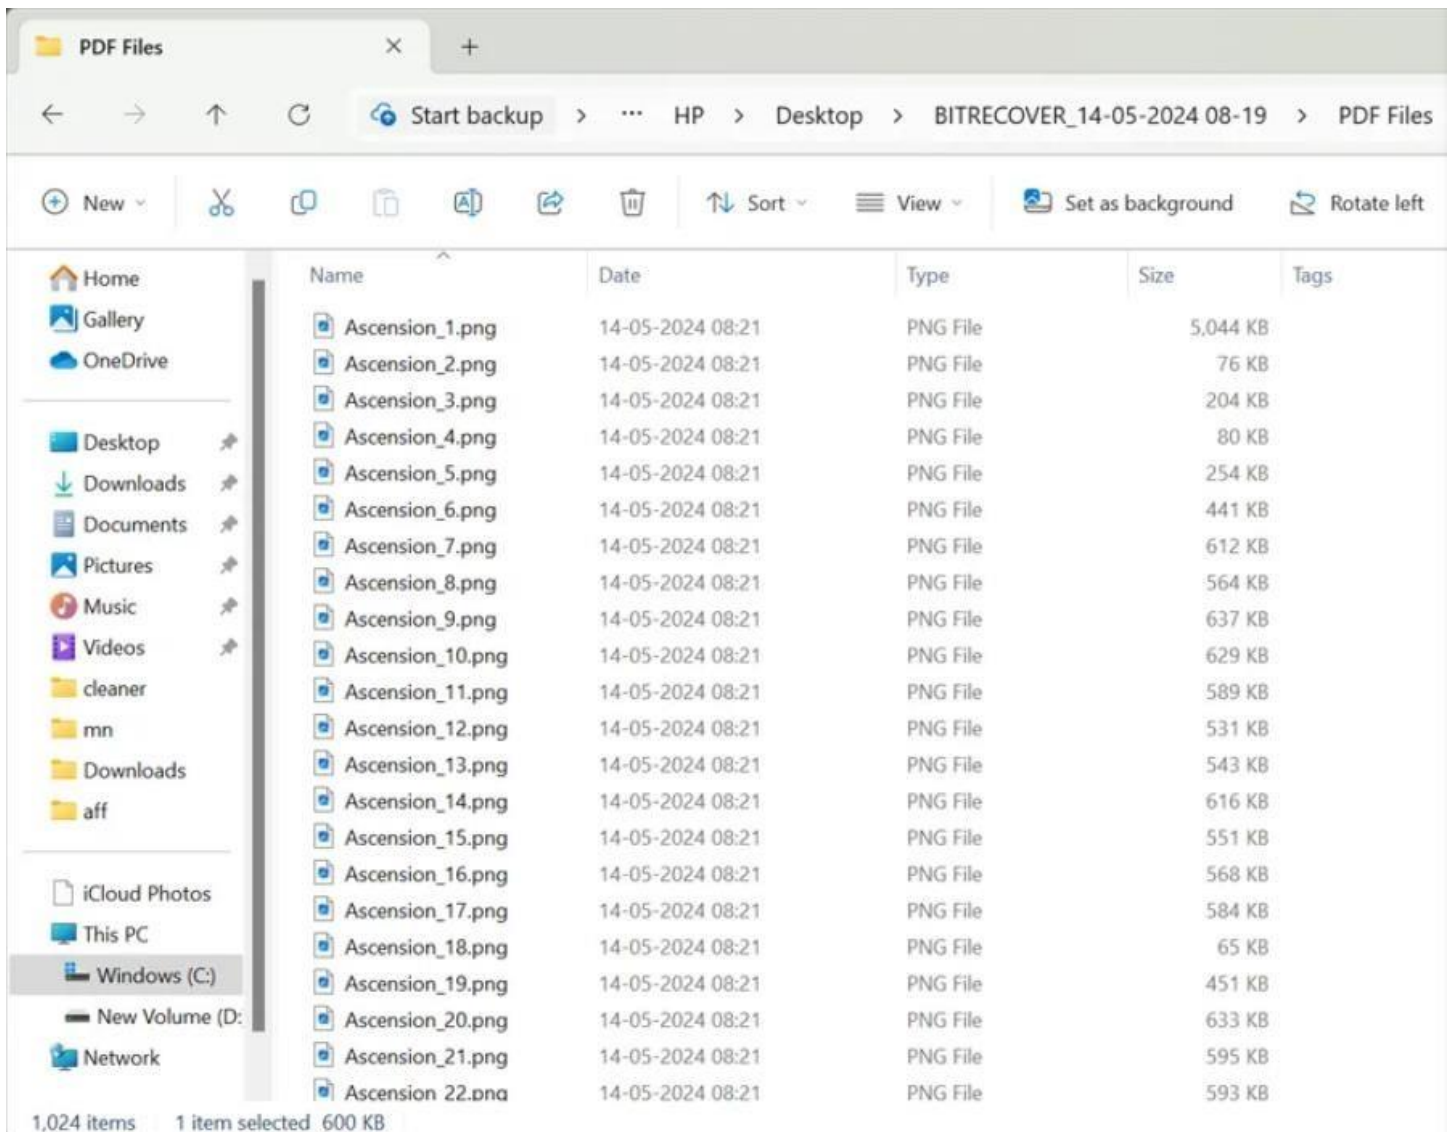 PDF Files
Start backup > ... HP > Desktop > BITRECOVER_14-05-2024 08-19 > PDF Files
New Sort View Set as background Rotate left
Home
Gallery
OneDrive
Desktop
Downloads
Documents
Pictures
Music
Videos
cleaner
mn
Downloads
aff
iCloud Photos
This PC
Windows (C:)
New Volume (D:
Network
Name Date Type Size Tags
Ascension_1.png 14-05-2024 08:21 PNG File 5,044 KB
Ascension_2.png 14-05-2024 08:21 PNG File 76 KB
Ascension_3.png 14-05-2024 08:21 PNG File 204 KB
Ascension_4.png 14-05-2024 08:21 PNG File 80 KB
Ascension_5.png 14-05-2024 08:21 PNG File 254 KB
Ascension_6.png 14-05-2024 08:21 PNG File 441 KB
Ascension_7.png 14-05-2024 08:21 PNG File 612 KB
Ascension_8.png 14-05-2024 08:21 PNG File 564 KB
Ascension_9.png 14-05-2024 08:21 PNG File 637 KB
Ascension_10.png 14-05-2024 08:21 PNG File 629 KB
Ascension_11.png 14-05-2024 08:21 PNG File 589 KB
Ascension_12.png 14-05-2024 08:21 PNG File 531 KB
Ascension_13.png 14-05-2024 08:21 PNG File 543 KB
Ascension_14.png 14-05-2024 08:21 PNG File 616 KB
Ascension_15.png 14-05-2024 08:21 PNG File 551 KB
Ascension_16.png 14-05-2024 08:21 PNG File 568 KB
Ascension_17.png 14-05-2024 08:21 PNG File 584 KB
Ascension_18.png 14-05-2024 08:21 PNG File 65 KB
Ascension_19.png 14-05-2024 08:21 PNG File 451 KB
Ascension_20.png 14-05-2024 08:21 PNG File 633 KB
Ascension_21.png 14-05-2024 08:21 PNG File 595 KB
Ascension_22.png 14-05-2024 08:21 PNG File 593 KB
1,024 items 1 item selected 600 KB